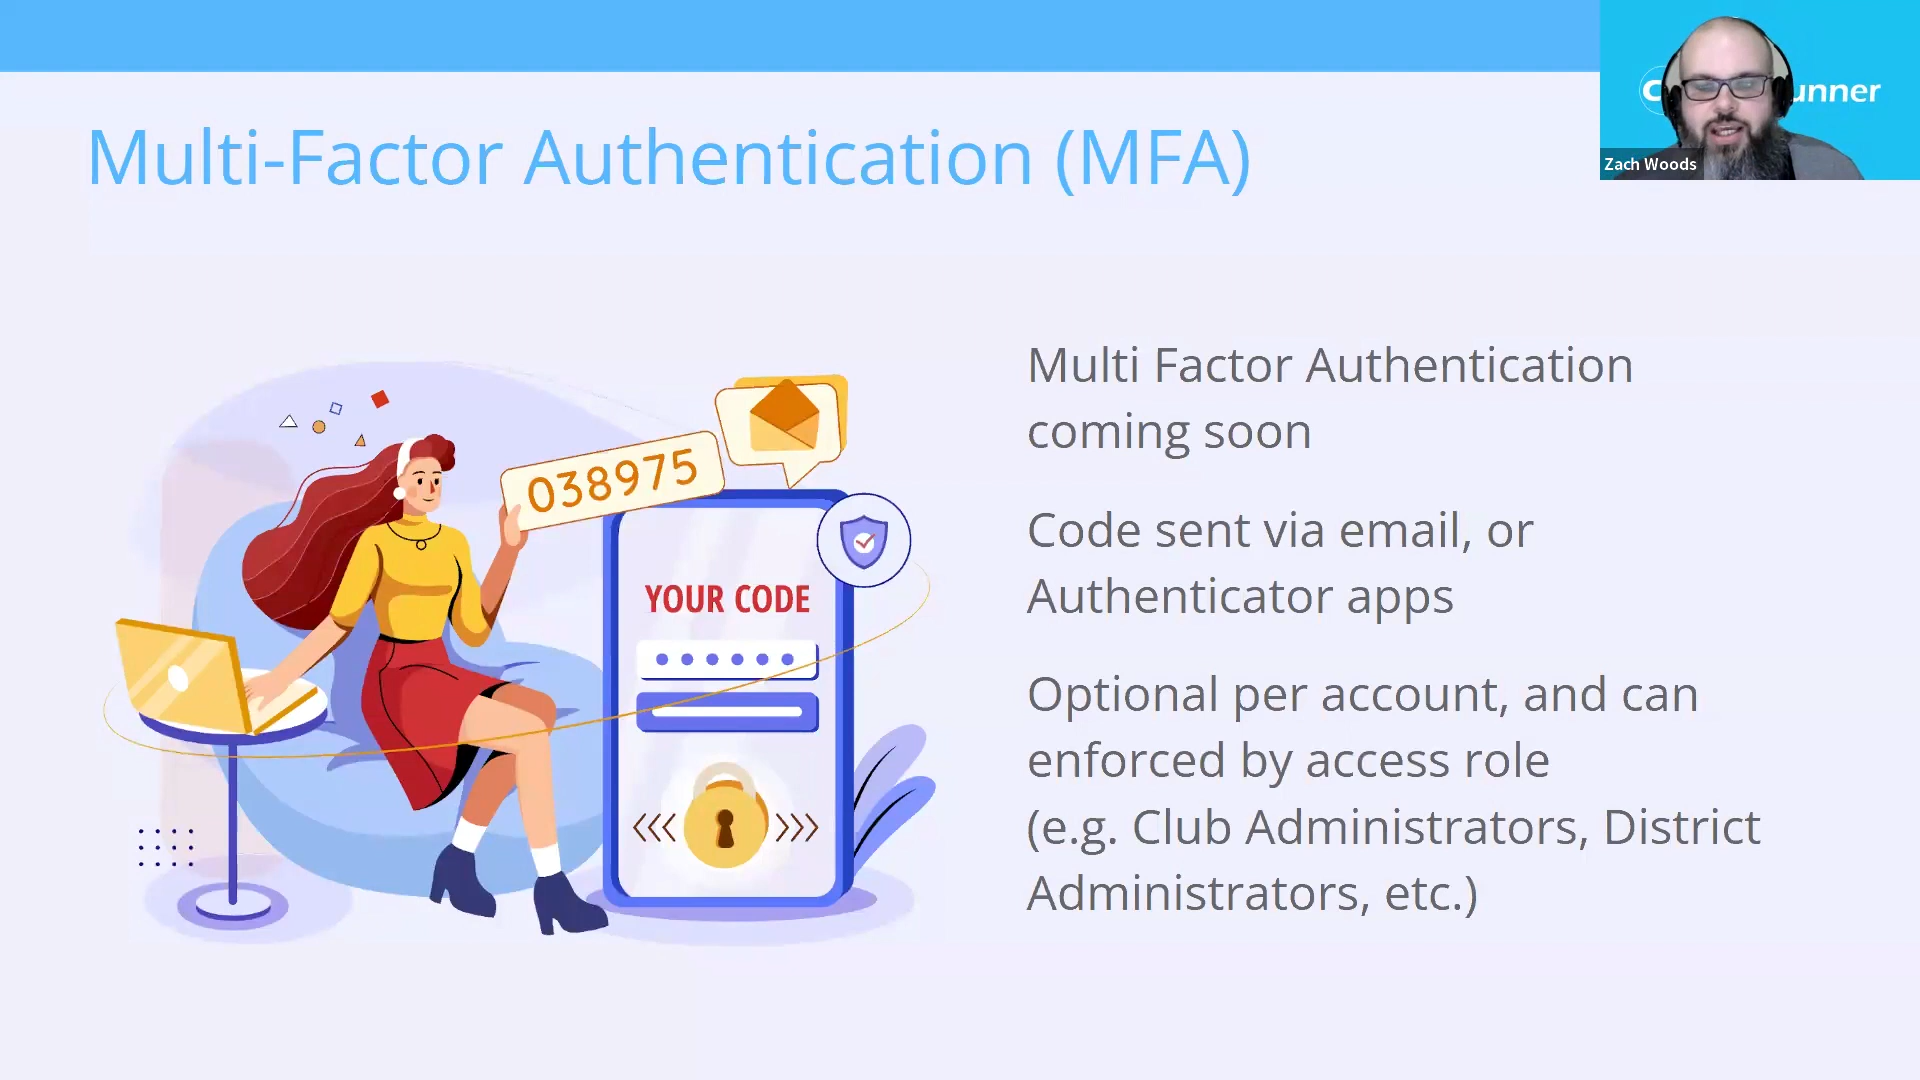 Multi-Factor Authentication (MFA)
unner
Zach Woods
Multi Factor Authentication
coming soon
Code sent via email, or
Authenticator apps
Optional per account, and can
enforced by access role
(e.g. Club Administrators, District
Administrators, etc.)
038975
YOUR CODE